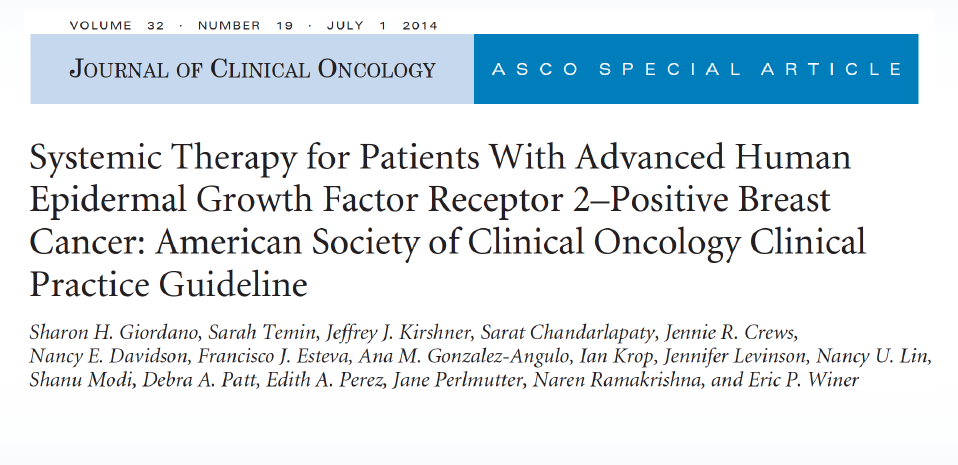 VOLUME 32 · NUMBER 19 · JULY 1 2014
JOURNAL OF CLINICAL ONCOLOGY
ASCO SPECIAL ARTICLE
Systemic Therapy for Patients With Advanced Human
Epidermal Growth Factor Receptor 2–Positive Breast
Cancer: American Society of Clinical Oncology Clinical
Practice Guideline
Sharon H. Giordano, Sarah Temin, Jeffrey J. Kirshner, Sarat Chandarlapaty, Jennie R. Crews,
Nancy E. Davidson, Francisco J. Esteva, Ana M. Gonzalez-Angulo, Ian Krop, Jennifer Levinson, Nancy U. Lin,
Shanu Modi, Debra A. Patt, Edith A. Perez, Jane Perlmutter, Naren Ramakrishna, and Eric P. Winer